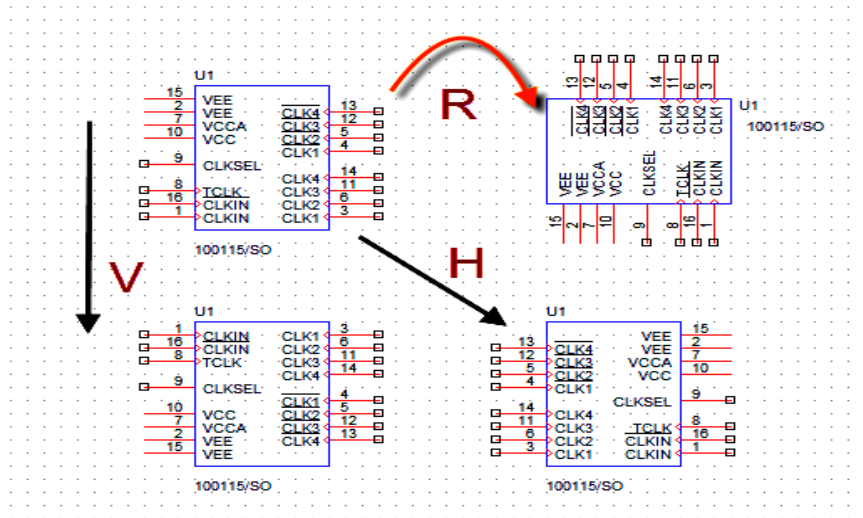 U1
15 VEE CLK4 13
2 VEE CLK3 12
7 VCCA CLK2 5
10 VCC CLK1 4
9 CLKSEL
CLK4 14
8 TCLK CLK3 11
16 CLKIN CLK2 6
1 CLKIN CLK1 3
100115/SO
R
13 12 5 4 14 11 6 3
CLK4 CLK3 CLK2 CLK1 CLK4 CLK3 CLK2 CLK1
U1
100115/SO
VEE VEE VCCA VCC CLKSEL TCLK CLKIN CLKIN
15 2 7 10 9 8 16 1
V
H
U1
1 CLKIN CLK1 3
16 CLKIN CLK2 6
8 TCLK CLK3 11
CLK4 14
9 CLKSEL
CLK1 4
10 VCC CLK2 5
7 VCCA CLK3 12
2 VEE CLK4 13
15 VEE
100115/SO
U1
VEE 15
13 CLK4 VEE 2
12 CLK3 VCCA 7
5 CLK2 VCC 10
4 CLK1
CLKSEL 9
14 CLK4
11 CLK3 TCLK 8
6 CLK2 CLKIN 16
3 CLK1 CLKIN 1
100115/SO